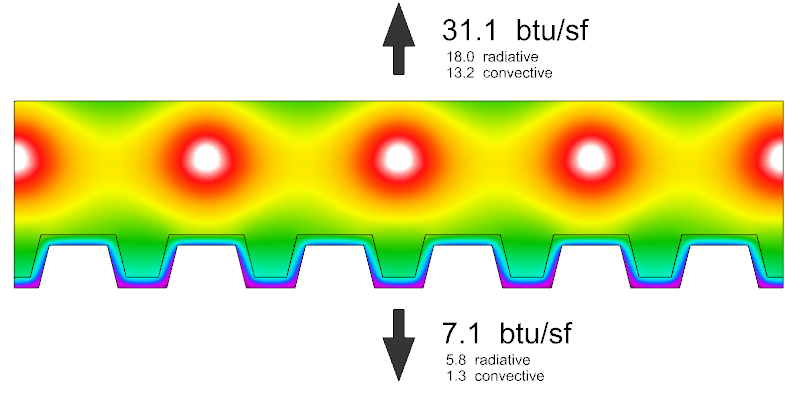 31.1 btu/sf
18.0 radiative
13.2 convective
7.1 btu/sf
5.8 radiative
1.3 convective